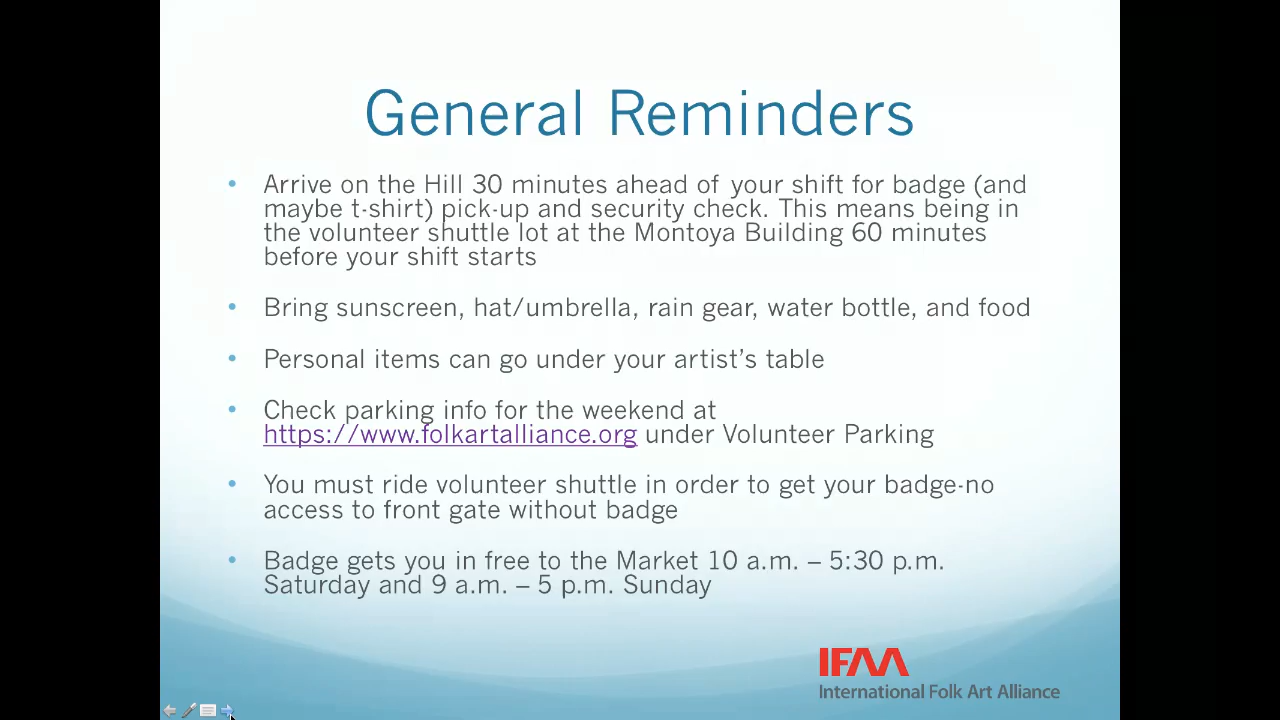 General Reminders
• Arrive on the Hill 30 minutes ahead of your shift for badge (and
maybe t-shirt) pick-up and security check. This means being in
the volunteer shuttle lot at the Montoya Building 60 minutes
before your shift starts
• Bring sunscreen, hat/umbrella, rain gear, water bottle, and food
• Personal items can go under your artist’s table
• Check parking info for the weekend at
https://www.folkartalliance.org under Volunteer Parking
• You must ride volunteer shuttle in order to get your badge-no
access to front gate without badge
• Badge gets you in free to the Market 10 a.m. – 5:30 p.m.
Saturday and 9 a.m. – 5 p.m. Sunday
IFAA
International Folk Art Alliance